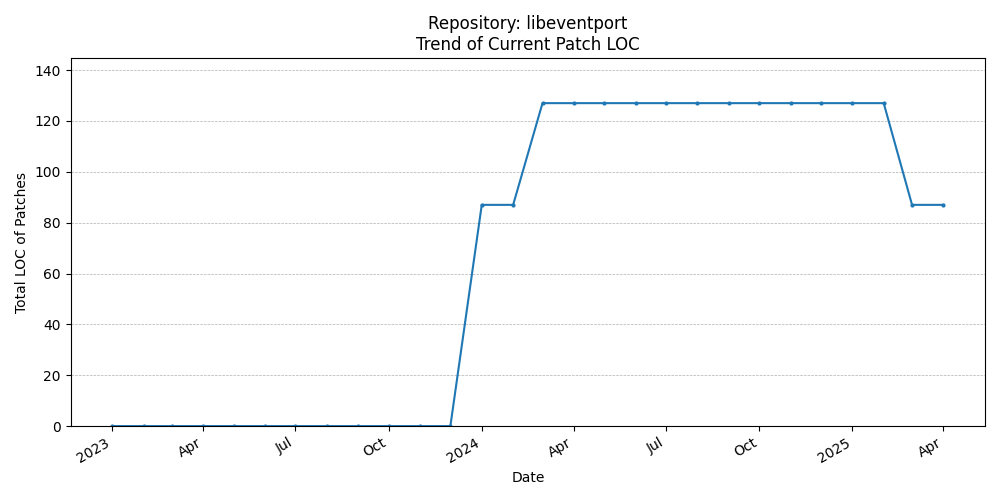 Repository: libeventport
Trend of Current Patch LOC
140
120
100
80
60
40
20
0
Total LOC of Patches
2023
Apr
Jul
Oct
2024
Apr
Jul
Oct
2025
Apr
Date